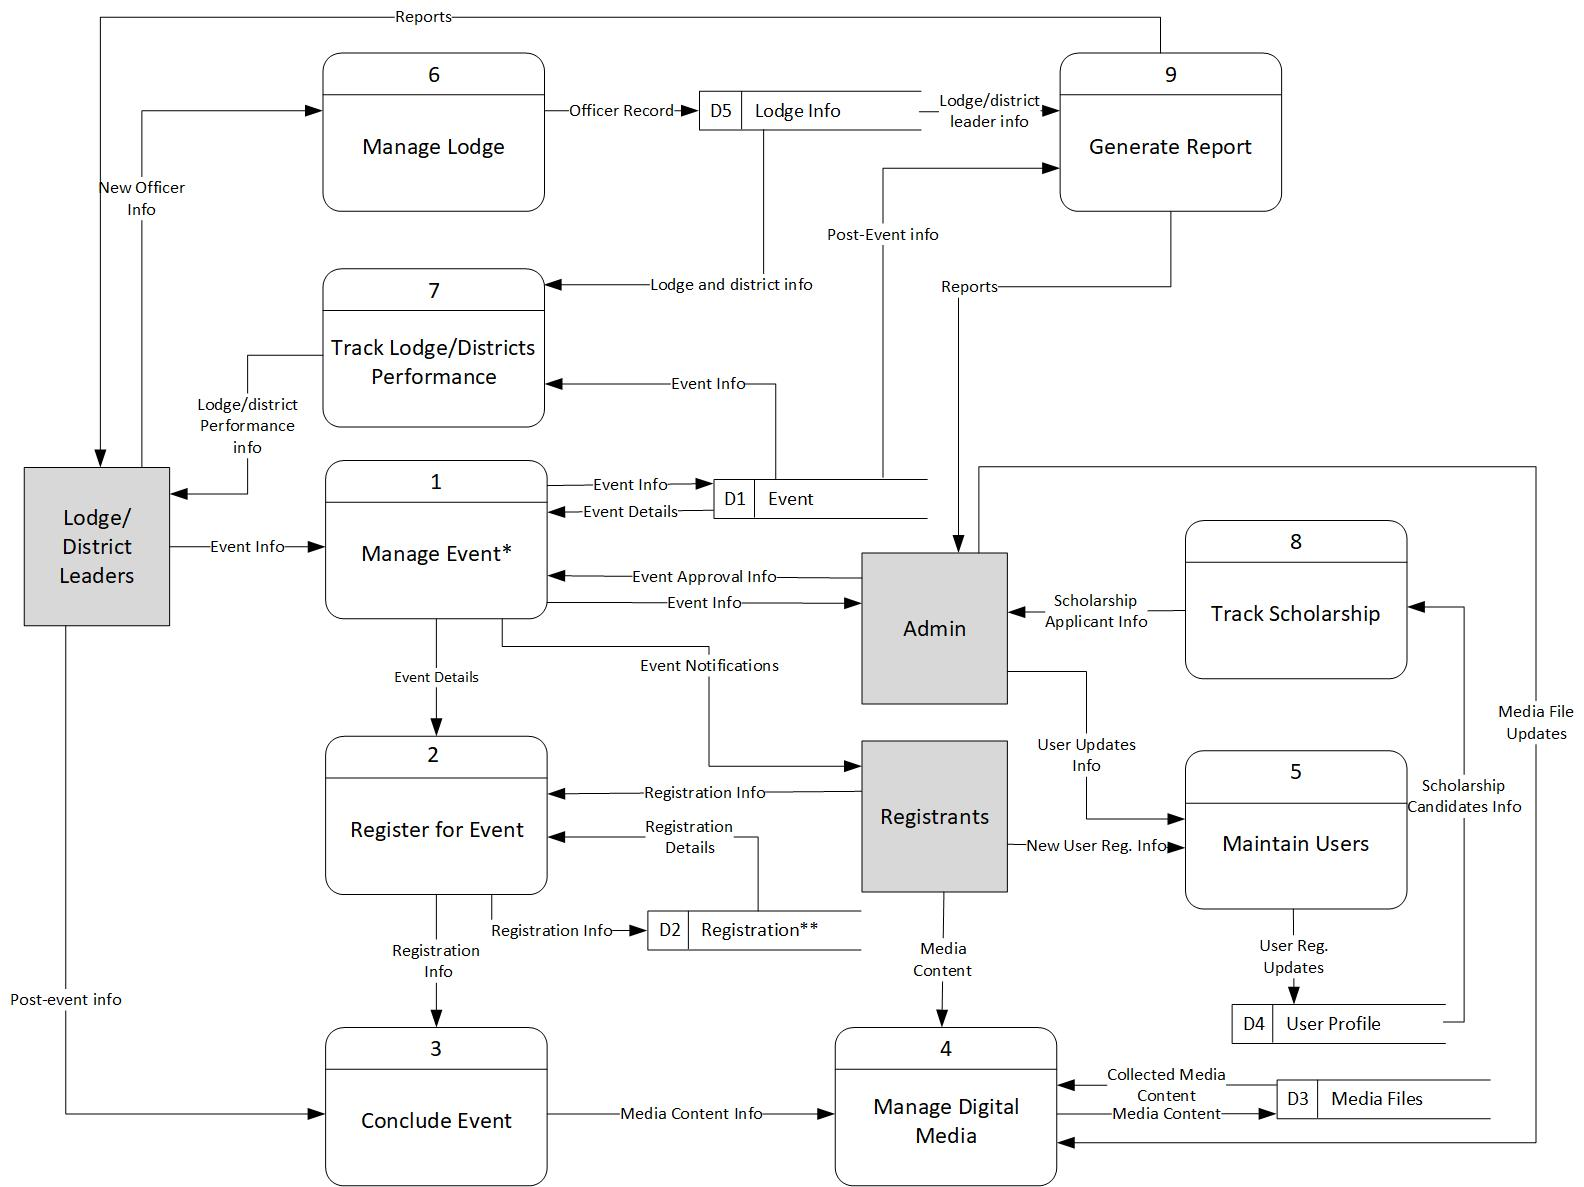 Reports
6
Manage Lodge
Officer Record
D5 Lodge Info
Lodge/district
leader info
9
Generate Report
New Officer
Info
Post-Event info
Lodge and district info
Reports
7
Track Lodge/Districts
Performance
Event Info
Lodge/district
Performance
info
1
Manage Event*
Event Info
Event Details
D1 Event
Lodge/
District
Leaders
Event Info
Event Approval Info
Event Info
Admin
Scholarship
Applicant Info
8
Track Scholarship
Event Details
Event Notifications
Media File
Updates
User Updates
Info
2
Register for Event
Registration Info
Registration
Details
Registrants
New User Reg. Info
5
Maintain Users
Scholarship
Candidates Info
Registration Info
D2 Registration**
Registration
Info
Media
Content
User Reg.
Updates
Post-event info
D4 User Profile
3
Conclude Event
Media Content Info
4
Manage Digital
Media
Collected Media
Content
Media Content
D3 Media Files